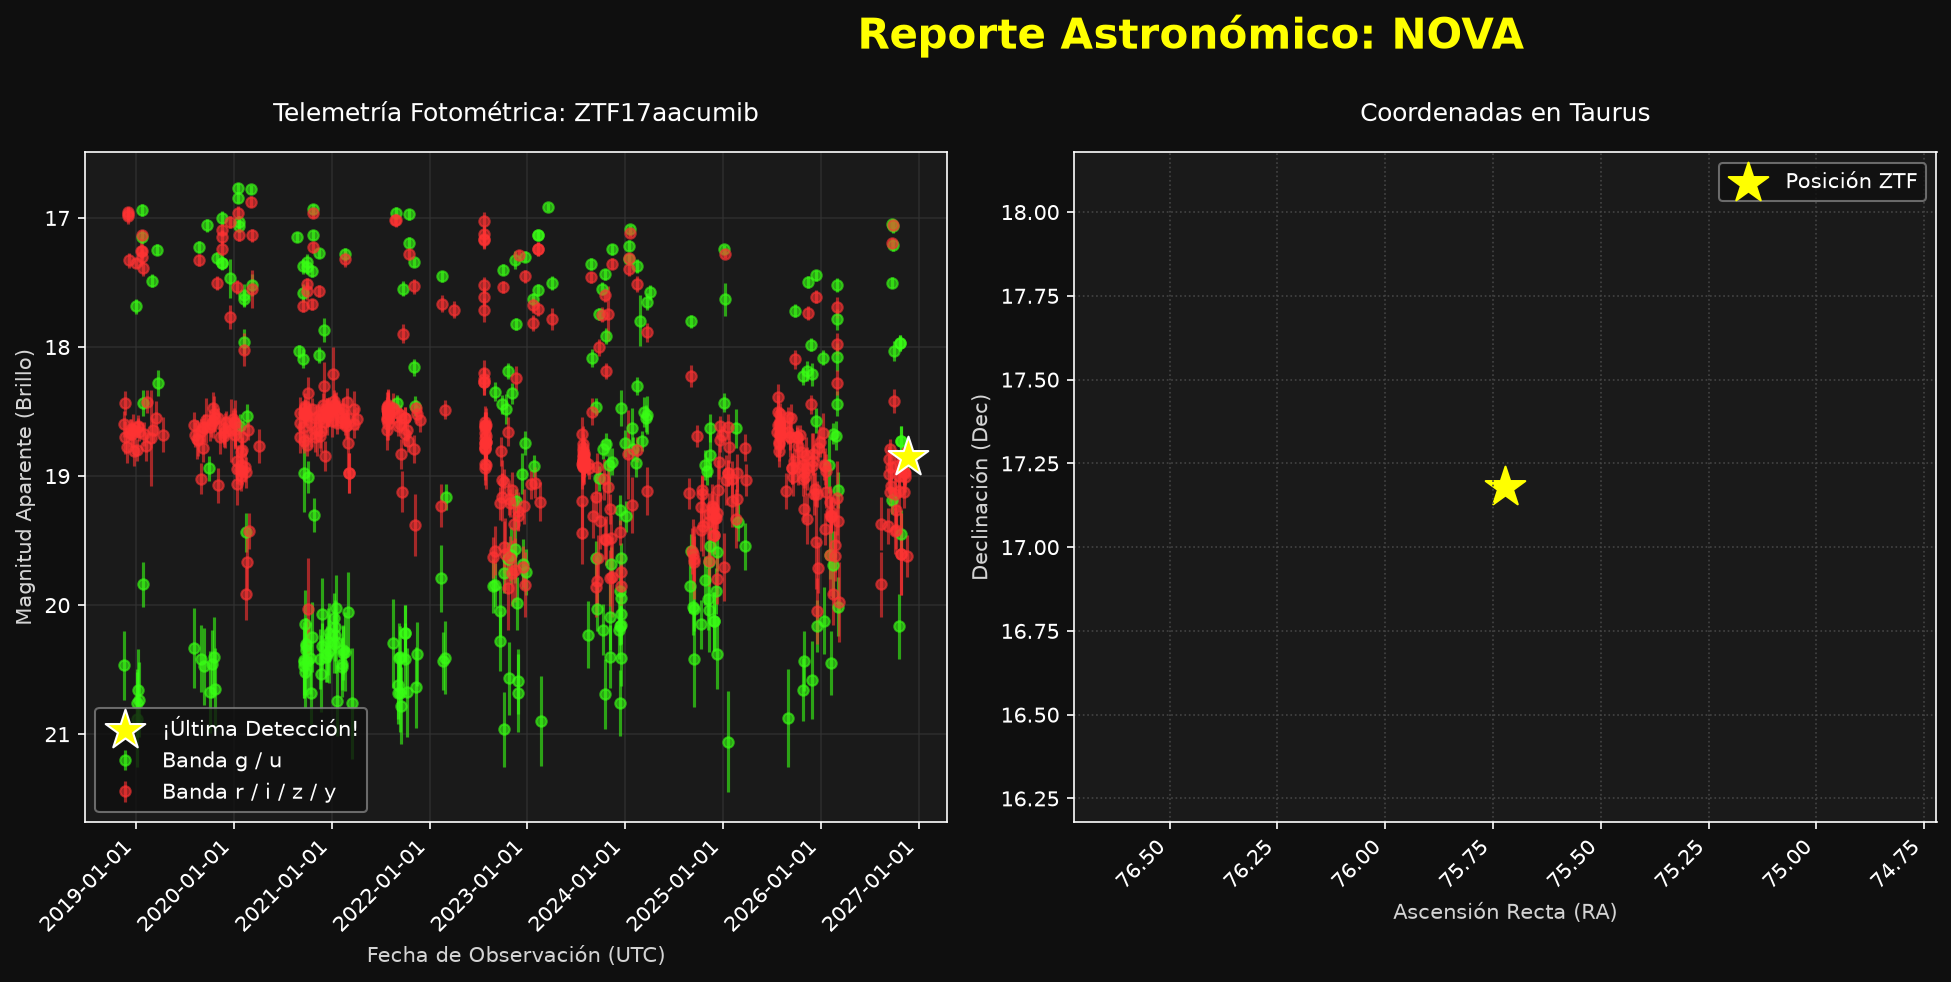 Reporte Astronómico: NOVA
Telemetría Fotométrica: ZTF17aacumib
Magnitud Aparente (Brillo)
17
18
19
20
21
¡Última Detección!
Banda g / u
Banda r / i / z / y
2019-01-01
2020-01-01
2021-01-01
2022-01-01
2023-01-01
2024-01-01
2025-01-01
2026-01-01
2027-01-01
Fecha de Observación (UTC)
Coordenadas en Taurus
Declinación (Dec)
18.00
17.75
17.50
17.25
17.00
16.75
16.50
16.25
Posición ZTF
76.50
76.25
76.00
75.75
75.50
75.25
75.00
74.75
Ascensión Recta (RA)